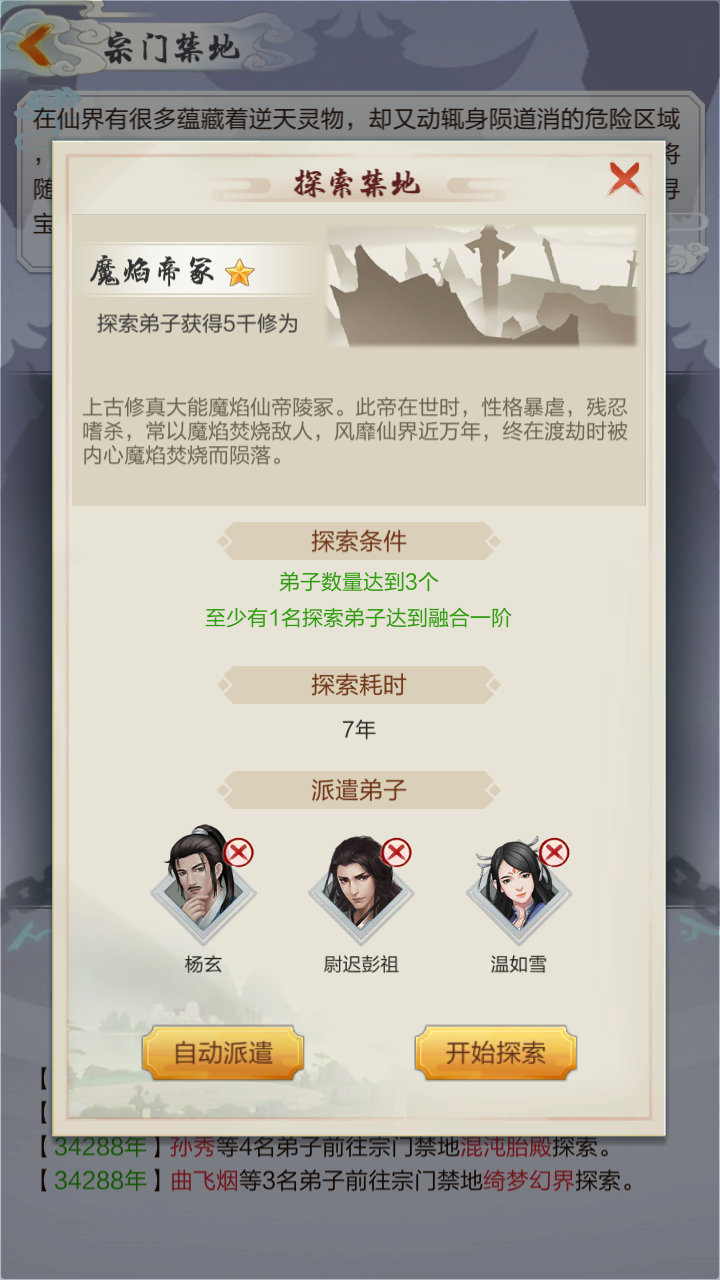 宗门禁地
在仙界有很多蕴藏着逆天灵物，却又动辄身陨道消的危险区域
，
将
随
寻
宝
探索禁地
魔焰帝冢
探索弟子获得5千修为
上古修真大能魔焰仙帝陵冢。此帝在世时，性格暴虐，残忍
嗜杀，常以魔焰焚烧敌人，风靡仙界近万年，终在渡劫时被
内心魔焰焚烧而陨落。
探索条件
弟子数量达到3个
至少有1名探索弟子达到融合一阶
探索耗时
7年
派遣弟子
杨玄 尉迟彭祖 温如雪
自动派遣 开始探索
【
【
【34288年】孙秀等4名弟子前往宗门禁地混沌胎殿探索。
【34288年】曲飞烟等3名弟子前往宗门禁地绮梦幻界探索。